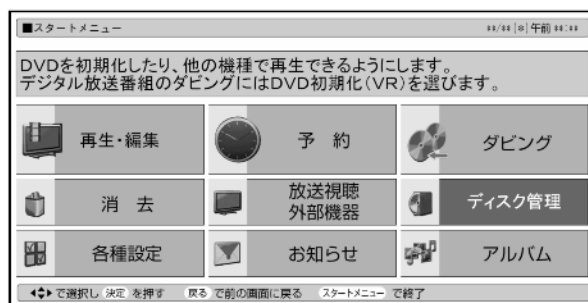 ■スタートメニュー
**/** [*] 午前 **:**
DVDを初期化したり、他の機種で再生できるようにします。
デジタル放送番組のダビングにはDVD初期化(VR)を選びます。
再生・編集
予 約
ダビング
消 去
放送視聴
外部機器
ディスク管理
各種設定
お知らせ
アルバム
で選択し 決定 を押す 戻る で前の画面に戻る スタートメニュー で終了